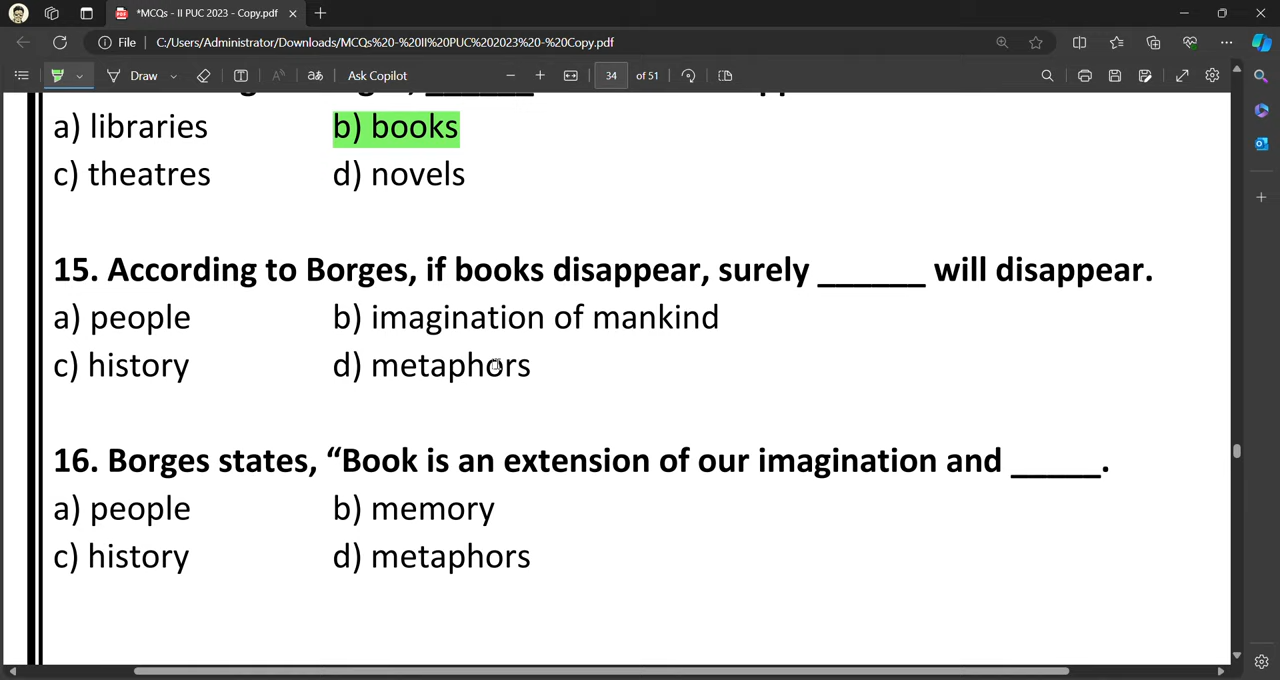 *MCQs - II PUC 2023 - Copy.pdf
File C:/Users/Administrator/Downloads/MCQs%20-%20II%20PUC%202023%20-%20Copy.pdf
Draw Ask Copilot 34 of 51
a) libraries b) books
c) theatres d) novels
15. According to Borges, if books disappear, surely ______ will disappear.
a) people b) imagination of mankind
c) history d) metaphors
16. Borges states, “Book is an extension of our imagination and _____.
a) people b) memory
c) history d) metaphors